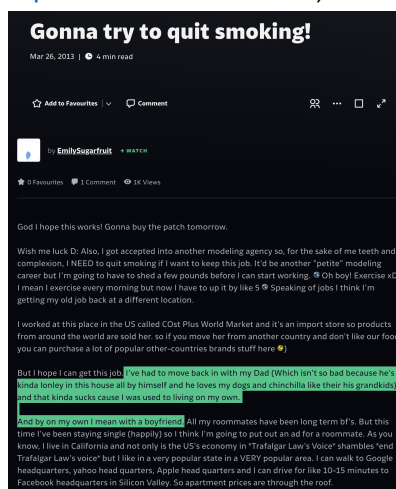 Gonna try to quit smoking!
Mar 26, 2013 | 4 min read
Add to Favourites | Comment
by EmilySugarfruit + WATCH
0 Favourites 1 Comment 1K Views
God I hope this works! Gonna buy the patch tomorrow.
Wish me luck D: Also, I got accepted into another modeling agency so, for the sake of me teeth and
complexion, I NEED to quit smoking if I want to keep this job. It'd be another "petite" modeling
career but I'm going to have to shed a few pounds before I can start working. Oh boy! Exercise xD
I mean I exercise every morning but now I have to up it by like 5 Speaking of jobs I think I'm
getting my old job back at a different location.
I worked at this place in the US called COst Plus World Market and it's an import store so products
from around the world are sold her. so if you move her from another country and don't like our foo
you can purchase a lot of popular other-countries brands stuff here )
But I hope I can get this job. I've had to move back in with my Dad (Which isn't so bad because he's
kinda lonley in this house all by himself and he loves my dogs and chinchilla like their his grandkids)
and that kinda sucks cause I was used to living on my own.
And by on my own I mean with a boyfriend. All my roommates have been long term bf's. But this
time I've been staying single (happily) so I think I'm going to put out an ad for a roommate. As you
know, I live in California and not only is the US's economy in "Trafalgar Law's Voice" shambles "end
Trafalgar Law's voice" but I like in a very popular state in a VERY popular area. I can walk to Google
headquarters, yahoo head quarters, Apple head quarters and I can drive for like 10-15 minutes to
Facebook headquarters in Silicon Valley. So apartment prices are through the roof.